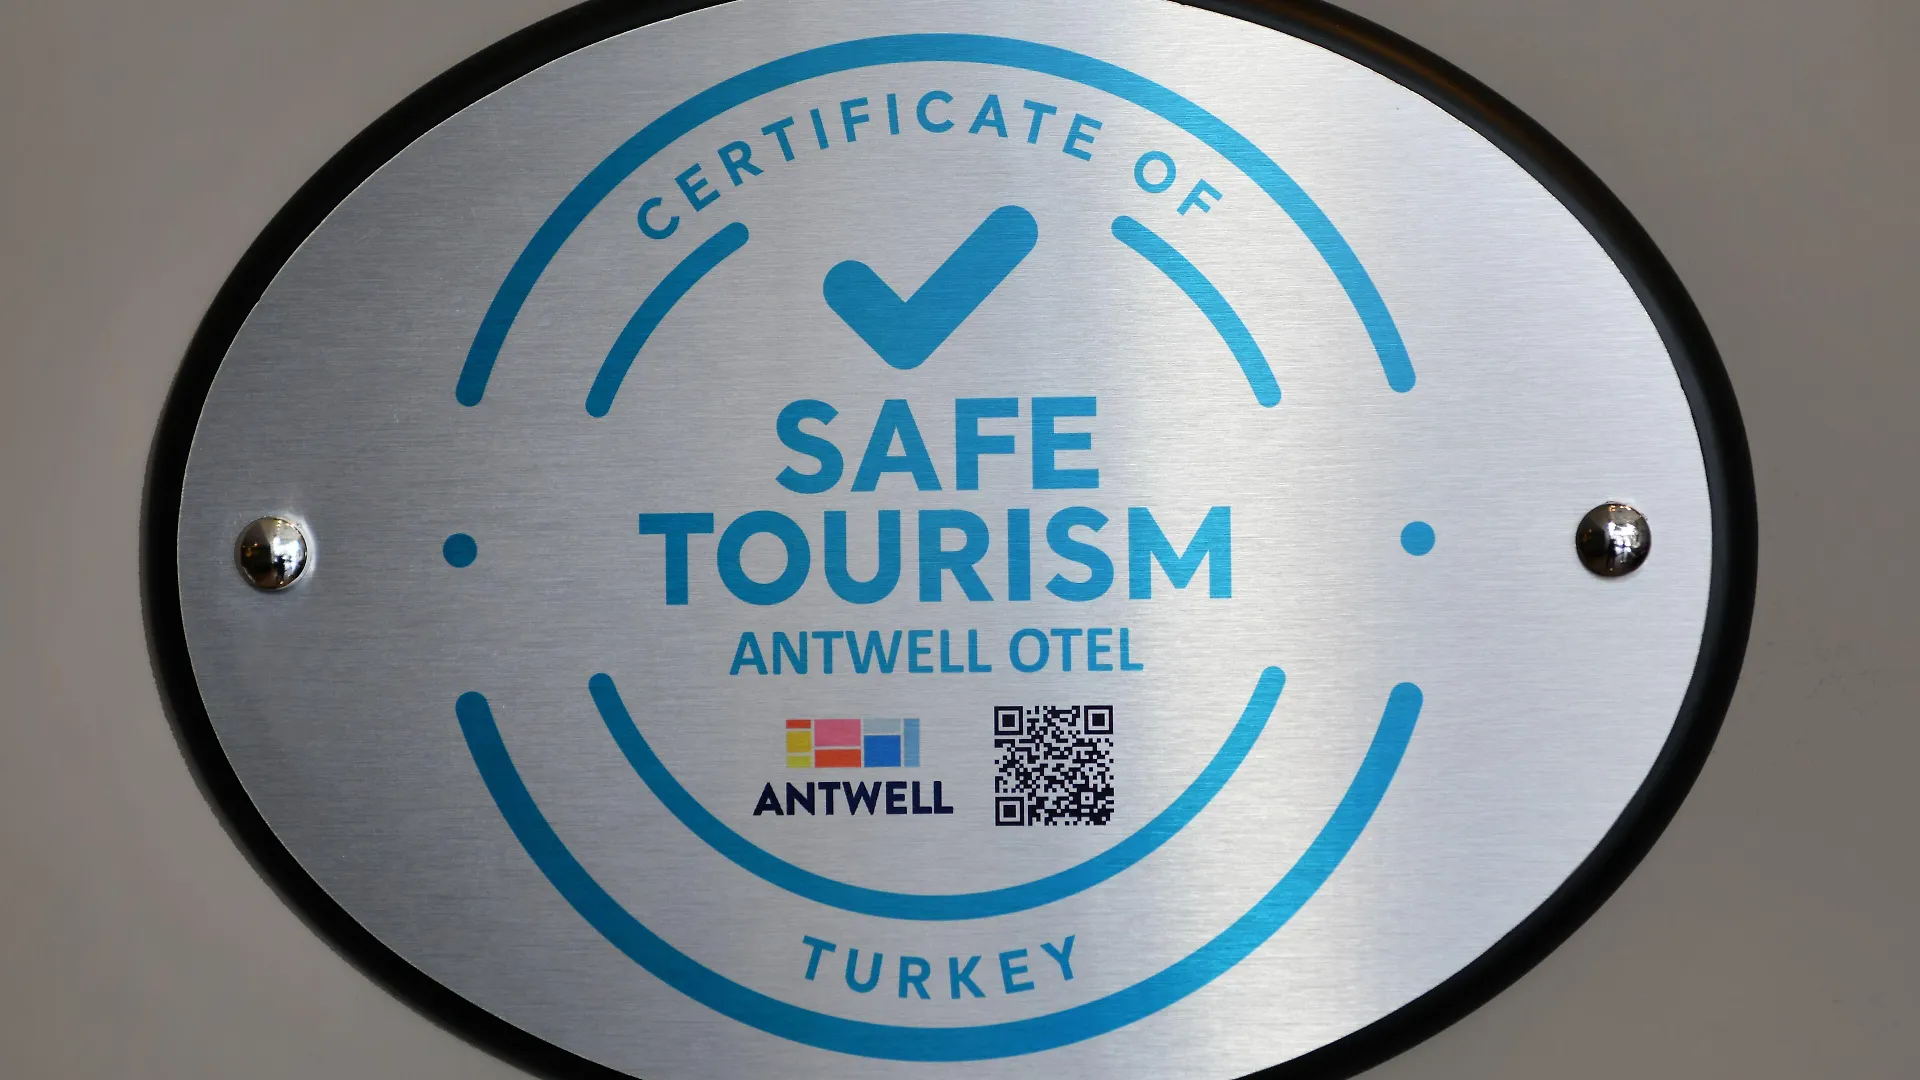 CERTIFICATE OF
SAFE
TOURISM
ANTWELL OTEL
ANTWELL
TURKEY